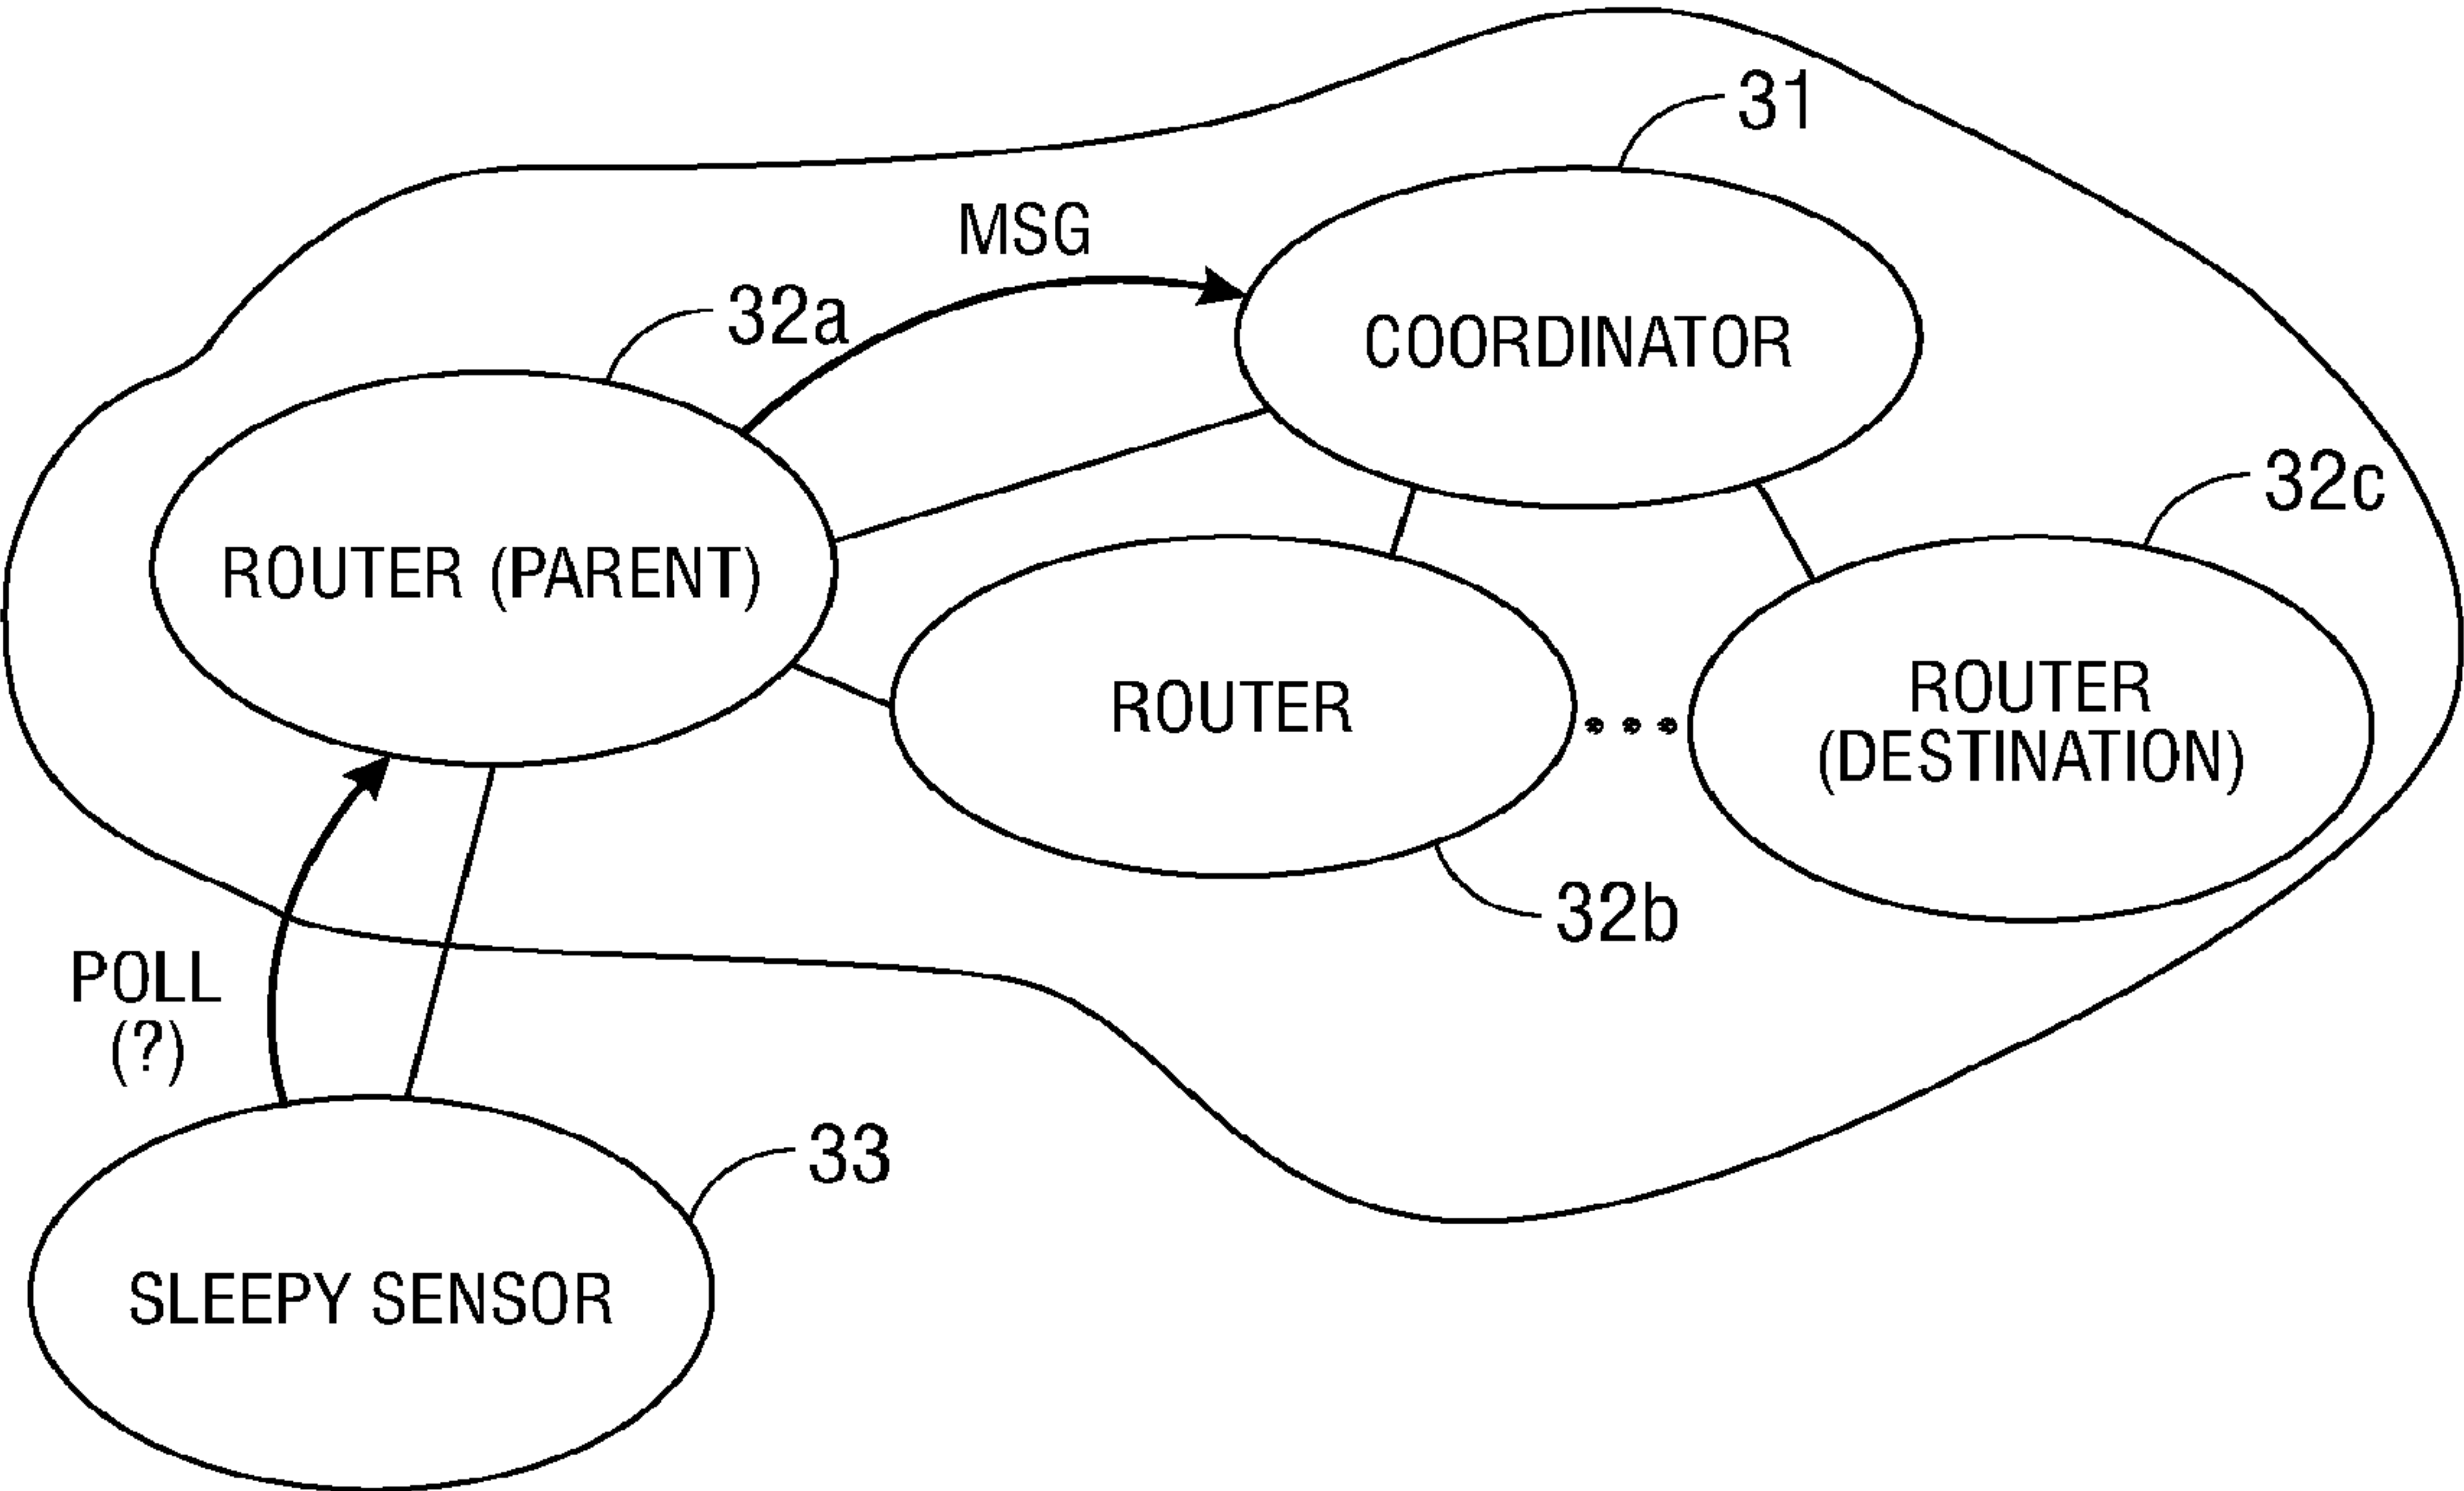 31
MSG
32a
COORDINATOR
32c
ROUTER (PARENT)
ROUTER
ROUTER
(DESTINATION)
32b
POLL
(?)
33
SLEEPY SENSOR